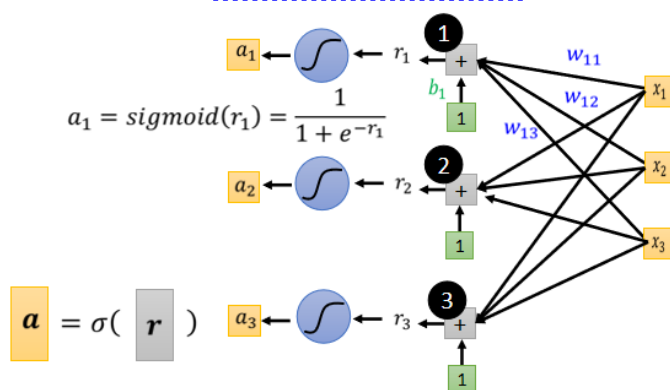 1
a₁ r₁ + w₁₁
x₁
b₁ w₁₂
a₁ = sigmoid(r₁) = 1 / (1 + e^{-r₁})
1 w₁₃
2
x₂
a₂ r₂ +
1 x₃
3
a = σ( r ) a₃ r₃ +
1